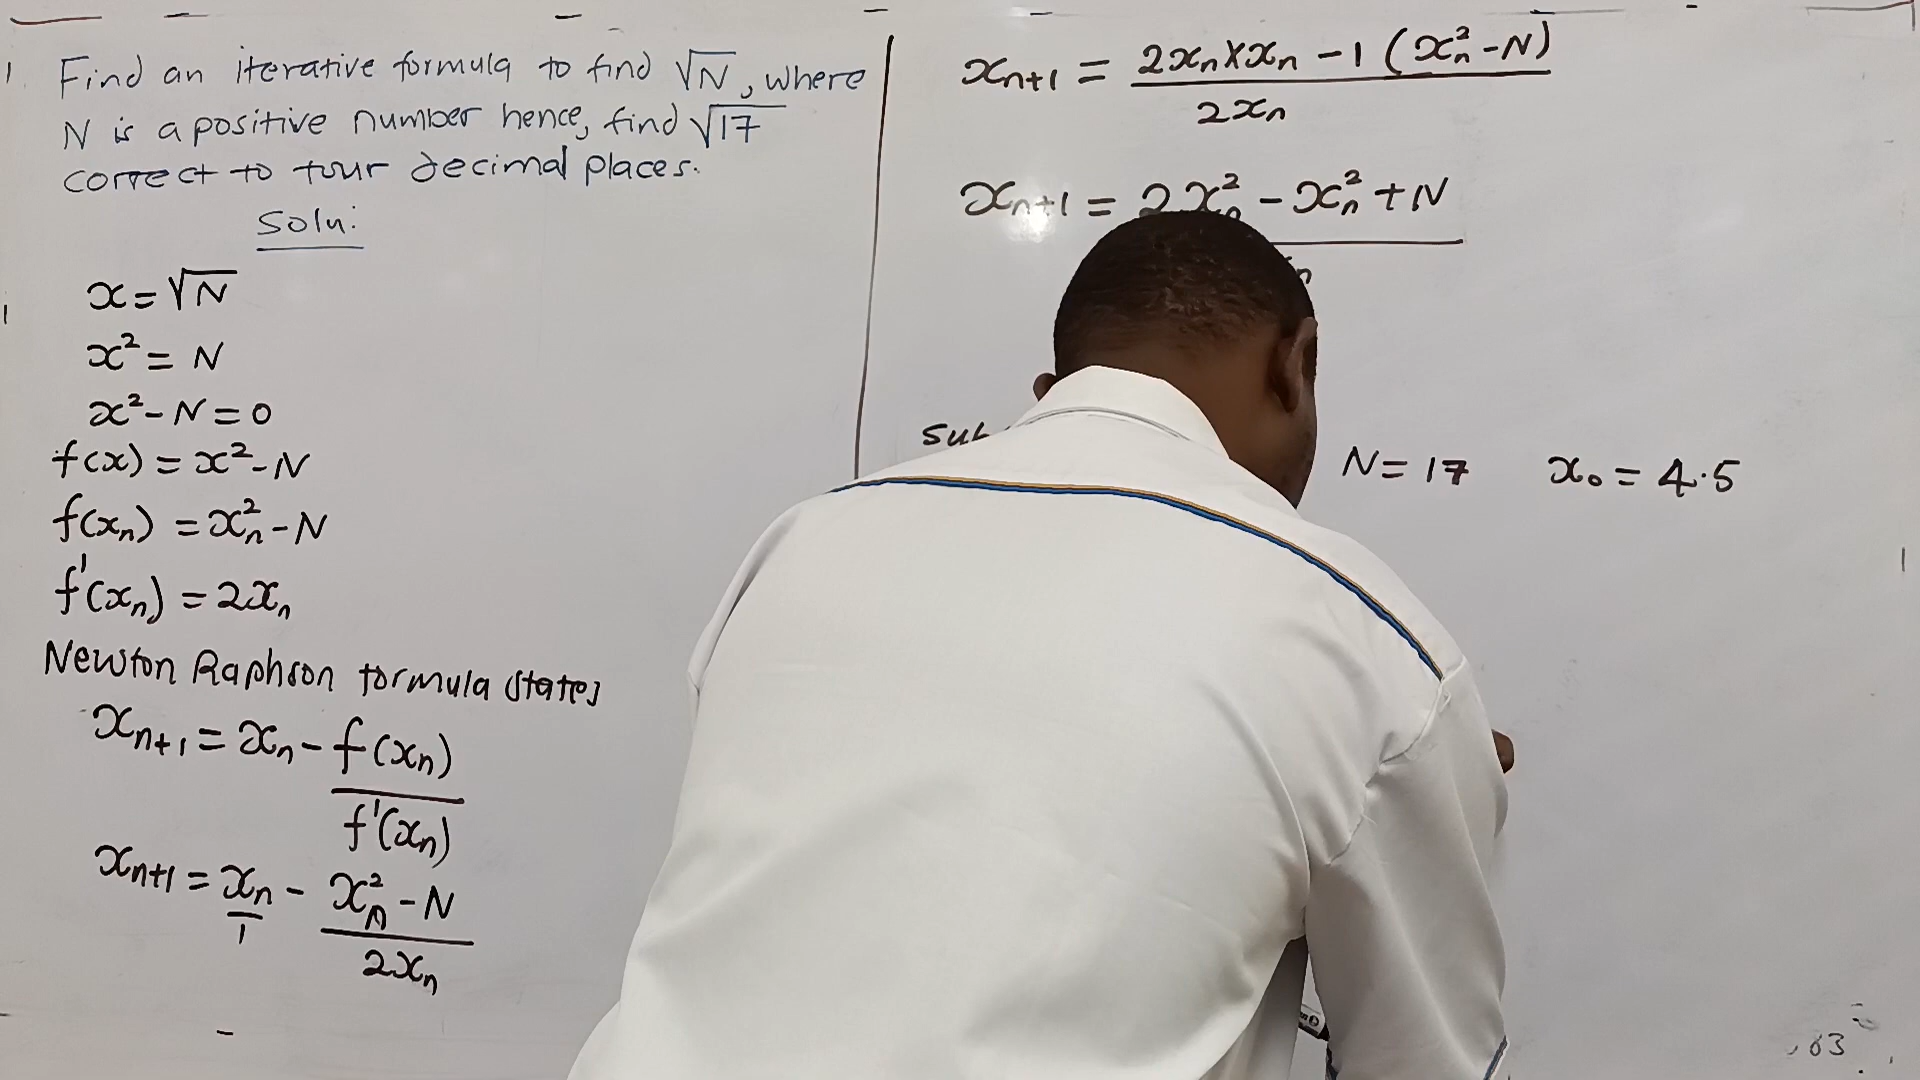 1. Find an iterative formula to find √N, where
N is a positive number hence, find √17
correct to four decimal places.
Soln:
x = √N
x² = N
x² - N = 0
f(x) = x² - N
f(xₙ) = xₙ² - N
f'(xₙ) = 2xₙ
Newton Raphson formula states
xₙ₊₁ = xₙ - f(xₙ)
f'(xₙ)
xₙ₊₁ = xₙ - xₙ² - N
1 2xₙ
xₙ₊₁ = 2xₙ × xₙ - 1 (xₙ² - N)
2xₙ
xₙ₊₁ = 2xₙ² - xₙ² + N
N = 17 x₀ = 4.5